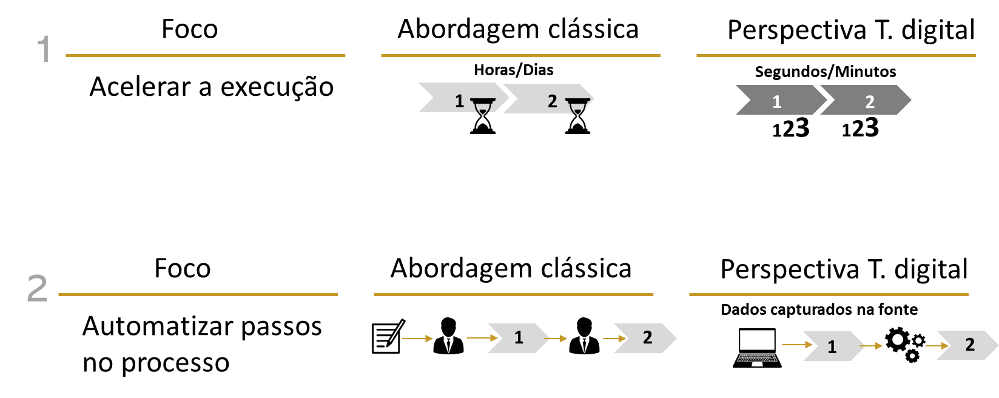 1
Foco
Abordagem clássica
Perspectiva T. digital
Acelerar a execução
Horas/Dias
1
2
Segundos/Minutos
1
2
123
123
2
Foco
Abordagem clássica
Perspectiva T. digital
Automatizar passos
no processo
1
2
Dados capturados na fonte
1
2